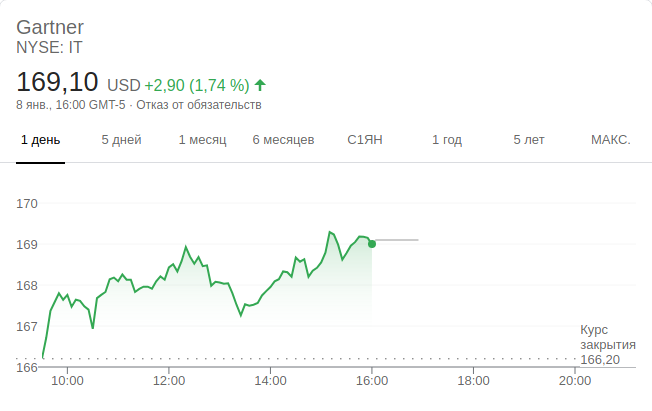 Gartner
NYSE: IT
169,10 USD +2,90 (1,74 %)
8 янв., 16:00 GMT-5 · Отказ от обязательств
1 день 5 дней 1 месяц 6 месяцев С1ЯН 1 год 5 лет МАКС.
170
169
168
167
166
Курс
закрытия
166,20
10:00 12:00 14:00 16:00 18:00 20:00